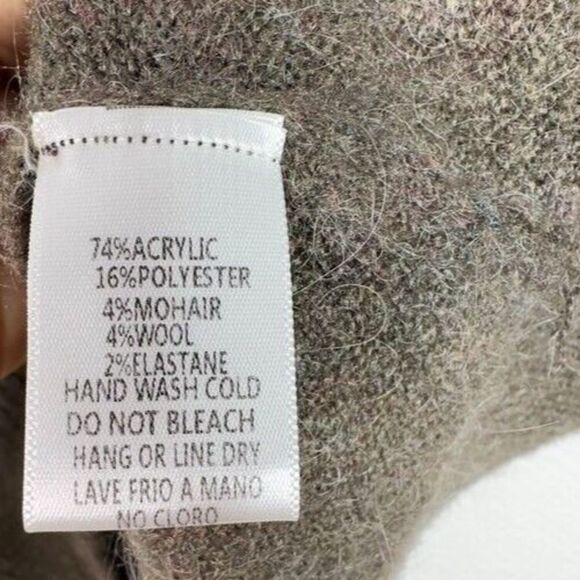 74%ACRYLIC
16%POLYESTER
4%MOHAIR
4%WOOL
2%ELASTANE
HAND WASH COLD
DO NOT BLEACH
HANG OR LINE DRY
LAVE FRIO A MANO
NO CLORO